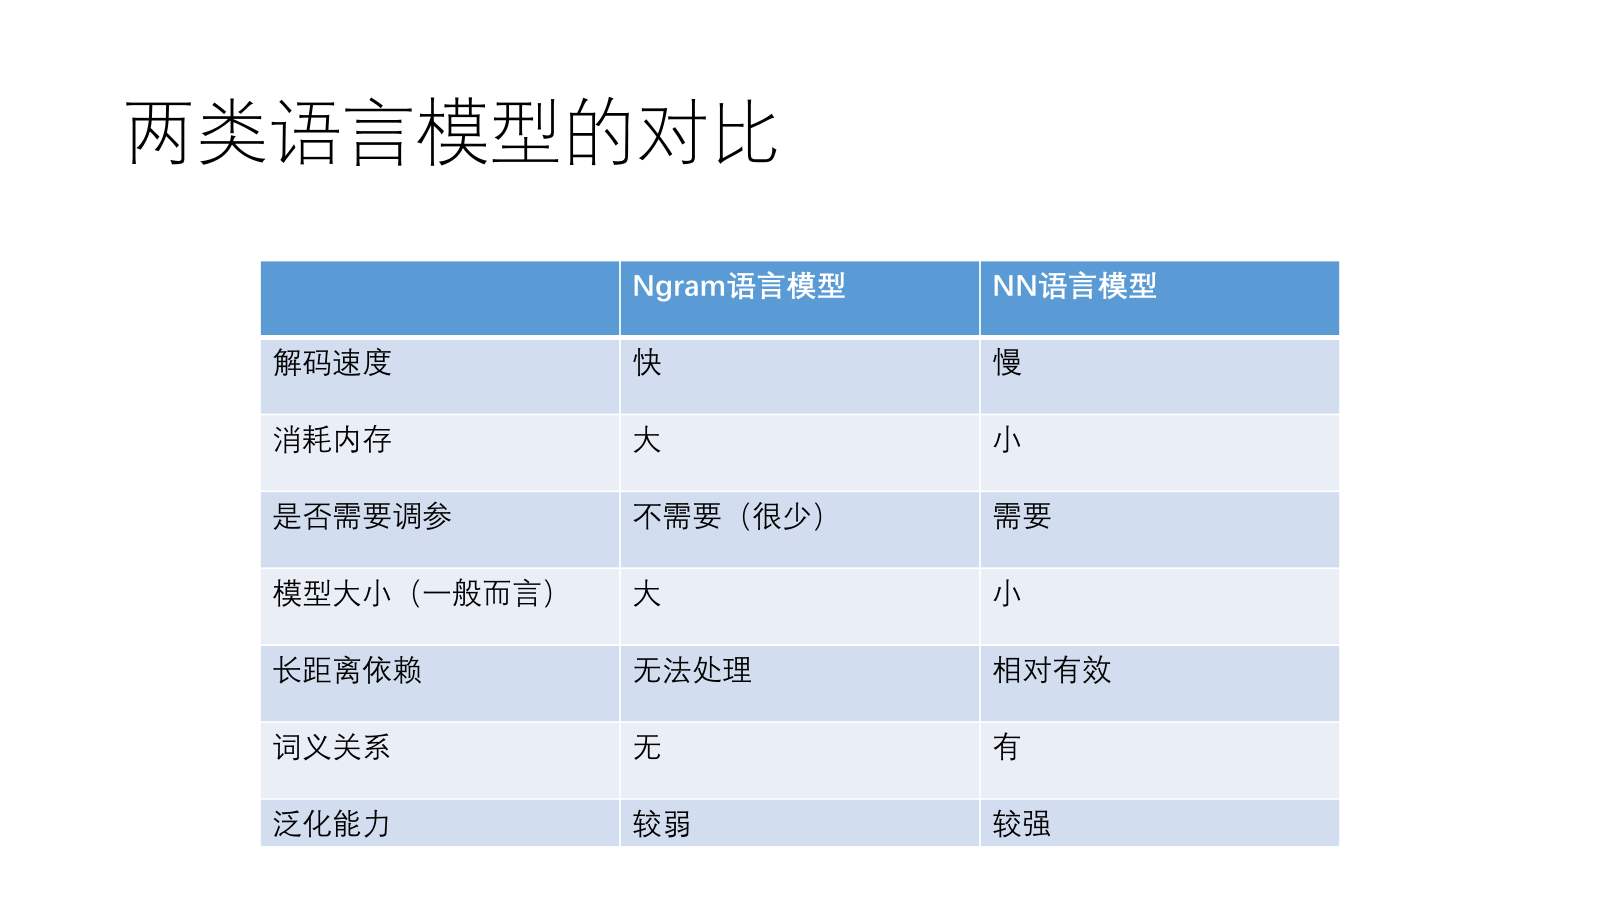 两类语言模型的对比
Ngram语言模型 NN语言模型
解码速度 快 慢
消耗内存 大 小
是否需要调参 不需要（很少） 需要
模型大小（一般而言） 大 小
长距离依赖 无法处理 相对有效
词义关系 无 有
泛化能力 较弱 较强